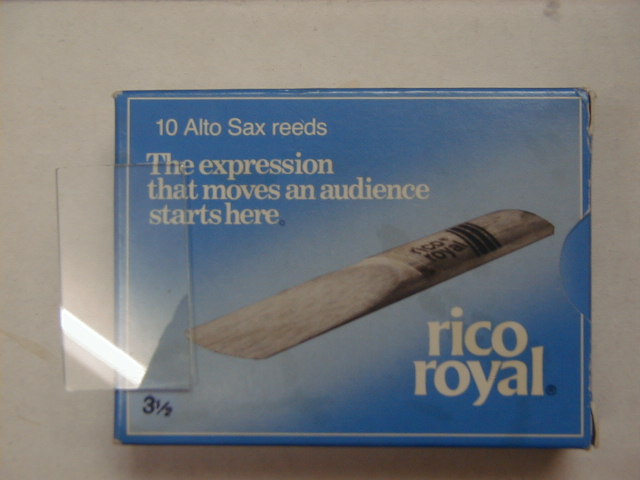 10 Alto Sax reeds
The expression
that moves an audience
starts here®
rico®
royal
rico
royal®
3½